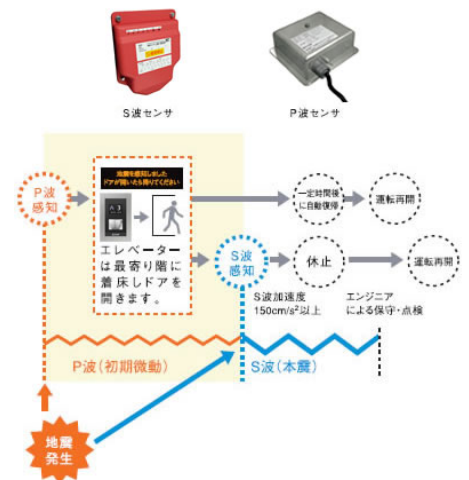 S波センサ
P波センサ
P波
感知
地震を感知しました
ドアが開いたら降りてください
エレベーター
は最寄り階に
着床しドアを
開きます。
一定時間後
に自動復帰
運転再開
S波
感知
休止
運転再開
S波加速度
150cm/s²以上
エンジニア
による保守・点検
P波(初期微動)
S波(本震)
地震
発生